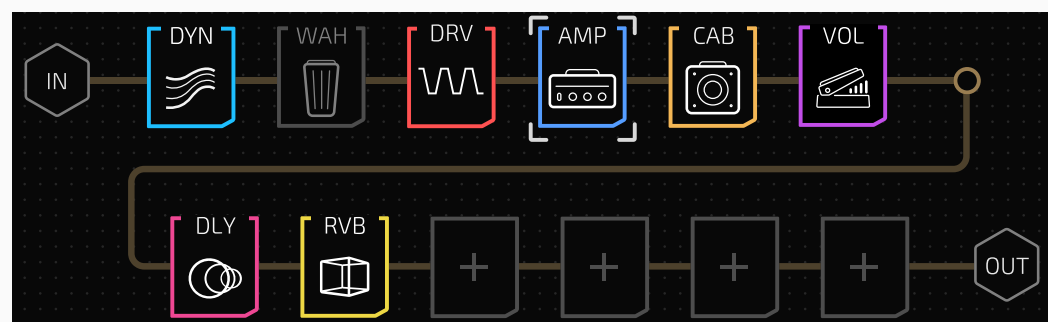 IN
DYN
WAH
DRV
AMP
CAB
VOL
DLY
RVB
OUT